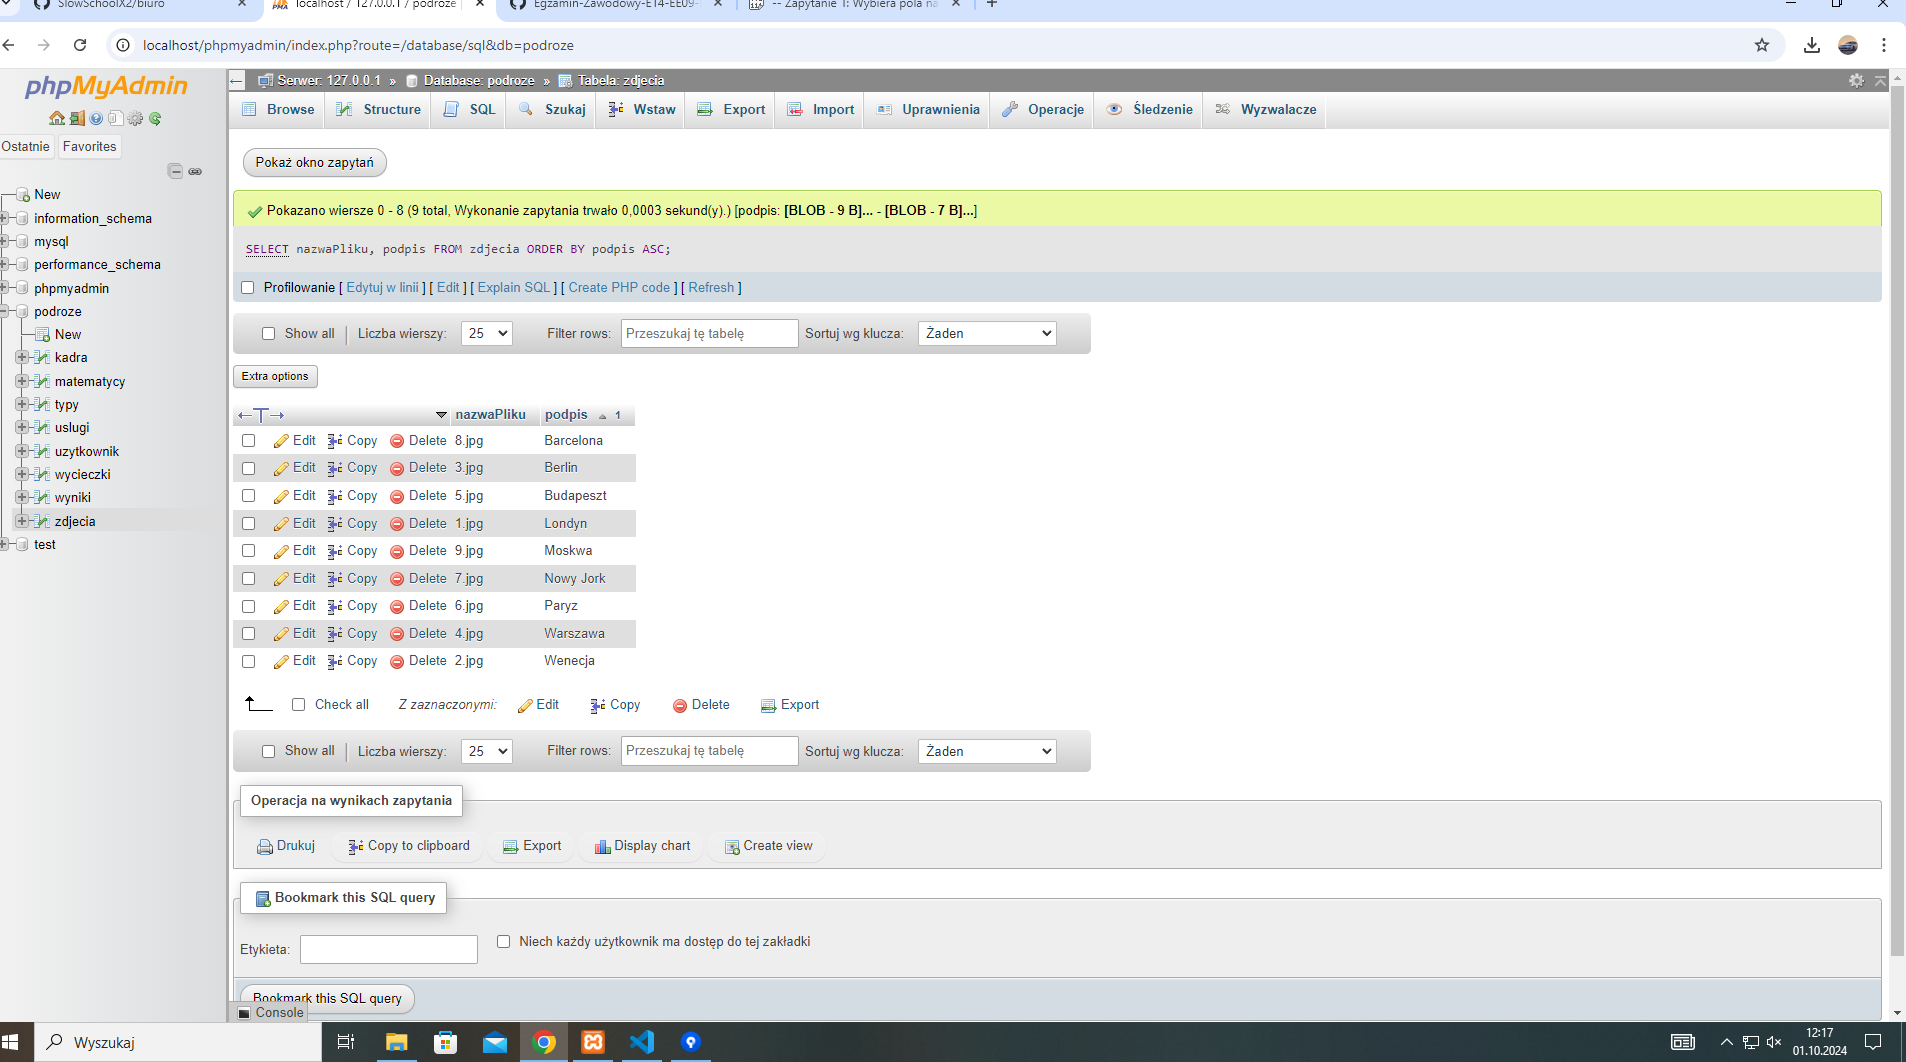 SlowSchoolX2/biuro
localhost / 127.0.0.1 / podroze
Egzamin-Zawodowy-E14-EE09-
-- Zapytanie 1: Wybiera pola na
localhost/phpmyadmin/index.php?route=/database/sql&db=podroze
phpMyAdmin
Ostatnie
Favorites
New
information_schema
mysql
performance_schema
phpmyadmin
podroze
New
kadra
matematycy
typy
uslugi
uzytkownik
wycieczki
wyniki
zdjecia
test
Serwer: 127.0.0.1 » Database: podroze » Tabela: zdjecia
Browse Structure SQL Szukaj Wstaw Export Import Uprawnienia Operacje Śledzenie Wyzwalacze
Pokaż okno zapytań
Pokazano wiersze 0 - 8 (9 total, Wykonanie zapytania trwało 0,0003 sekund(y).) [podpis: [BLOB - 9 B]... - [BLOB - 7 B]...]
SELECT nazwaPliku, podpis FROM zdjecia ORDER BY podpis ASC;
Profilowanie [ Edytuj w linii ] [ Edit ] [ Explain SQL ] [ Create PHP code ] [ Refresh ]
Show all Liczba wierszy: 25 Filter rows: Przeszukaj tę tabelę Sortuj wg klucza: Żaden
Extra options
nazwaPliku podpis 1
Edit Copy Delete 8.jpg Barcelona
Edit Copy Delete 3.jpg Berlin
Edit Copy Delete 5.jpg Budapeszt
Edit Copy Delete 1.jpg Londyn
Edit Copy Delete 9.jpg Moskwa
Edit Copy Delete 7.jpg Nowy Jork
Edit Copy Delete 6.jpg Paryz
Edit Copy Delete 4.jpg Warszawa
Edit Copy Delete 2.jpg Wenecja
Check all Z zaznaczonymi: Edit Copy Delete Export
Show all Liczba wierszy: 25 Filter rows: Przeszukaj tę tabelę Sortuj wg klucza: Żaden
Operacja na wynikach zapytania
Drukuj Copy to clipboard Export Display chart Create view
Bookmark this SQL query
Etykieta: Niech każdy użytkownik ma dostęp do tej zakładki
Bookmark this SQL query
Console
Wyszukaj
12:17
01.10.2024